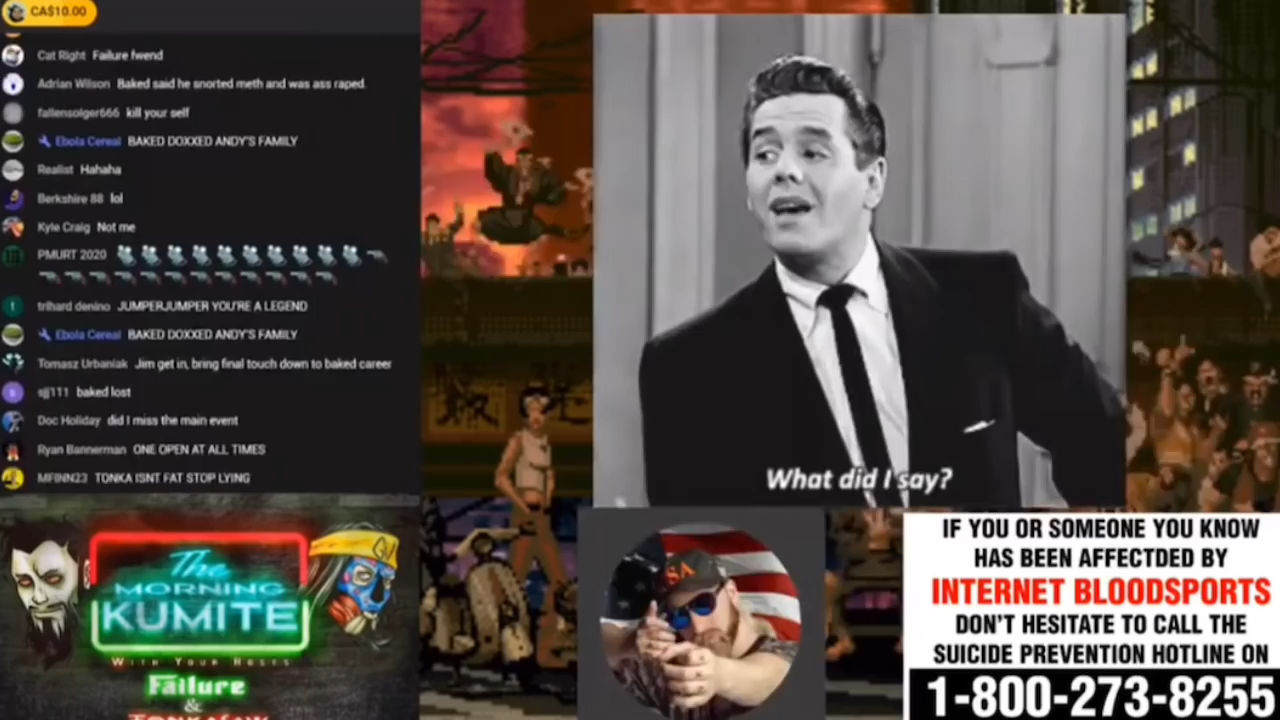 CA$10.00
Cat Right Failure fwend
Adrian Wilson Baked said he snorted meth and was ass raped.
fallensolger666 kill your self
Ebola Cereal BAKED DOXXED ANDY'S FAMILY
Realist Hahaha
Berkshire 88 lol
Kyle Craig Not me
PMURT 2020
trihard denino JUMPERJUMPER YOU'RE A LEGEND
Ebola Cereal BAKED DOXXED ANDY'S FAMILY
Tomasz Urbaniak Jim get in, bring final touch down to baked career
sjj111 baked lost
Doc Holiday did I miss the main event
Ryan Bannerman ONE OPEN AT ALL TIMES
MFINN23 TONKA ISNT FAT STOP LYING
The
MORNING
KUMITE
WITH YOUR HOSTS
Failure
&
TONKASAW
What did I say?
SA
IF YOU OR SOMEONE YOU KNOW
HAS BEEN AFFECTDED BY
INTERNET BLOODSPORTS
DON'T HESITATE TO CALL THE
SUICIDE PREVENTION HOTLINE ON
1-800-273-8255